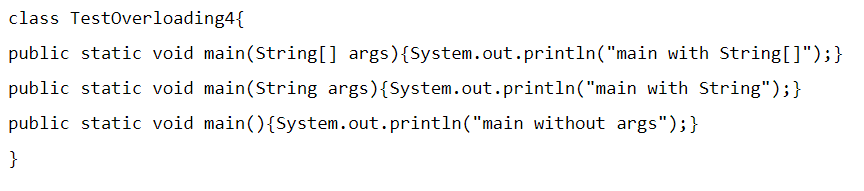 class TestOverloading4{
public static void main(String[] args){System.out.println("main with String[]");}
public static void main(String args){System.out.println("main with String");}
public static void main(){System.out.println("main without args");}
}